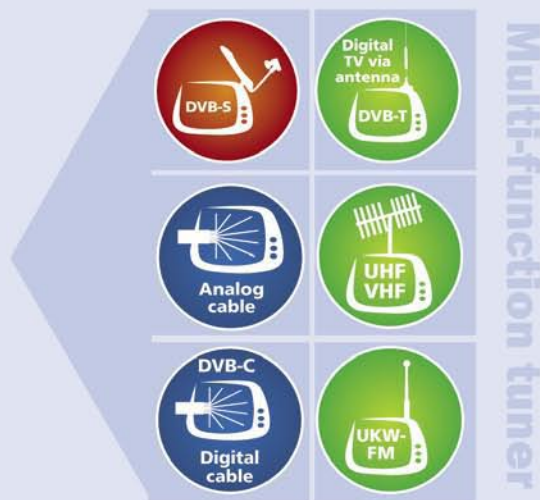 DVB-S
Digital
TV via
antenna
DVB-T
Analog
cable
UHF
VHF
DVB-C
Digital
cable
UKW-
FM
Multi-function tuner